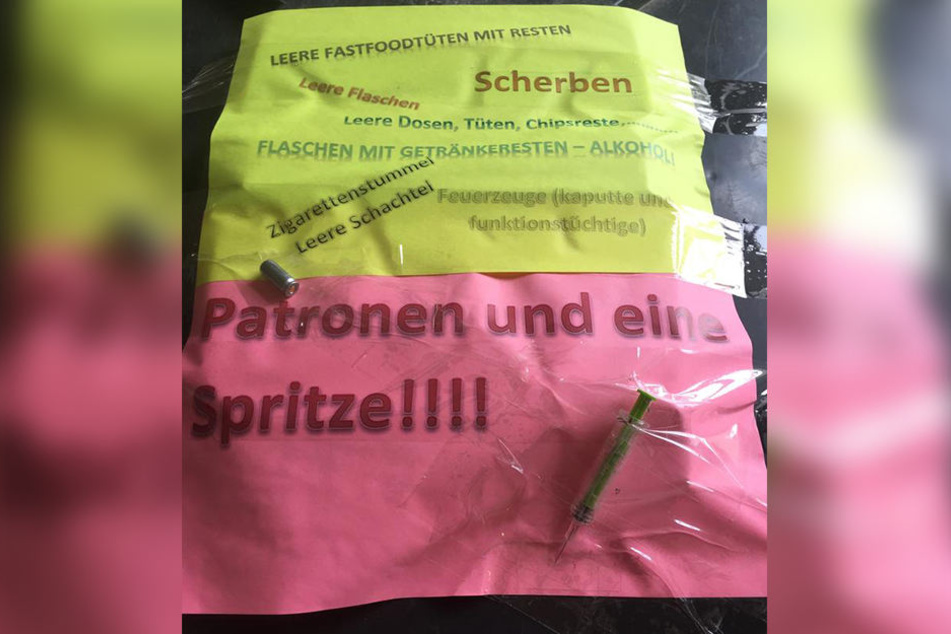 LEERE FASTFOODTÜTEN MIT RESTEN
Scherben
Leere Flaschen
Leere Dosen, Tüten, Chipsreste,............
FLASCHEN MIT GETRÄNKERESTEN – ALKOHOL!
Zigarettenstummel
Leere Schachtel
Feuerzeuge (kaputte und
funktionstüchtige)
Patronen und eine
Spritze!!!!